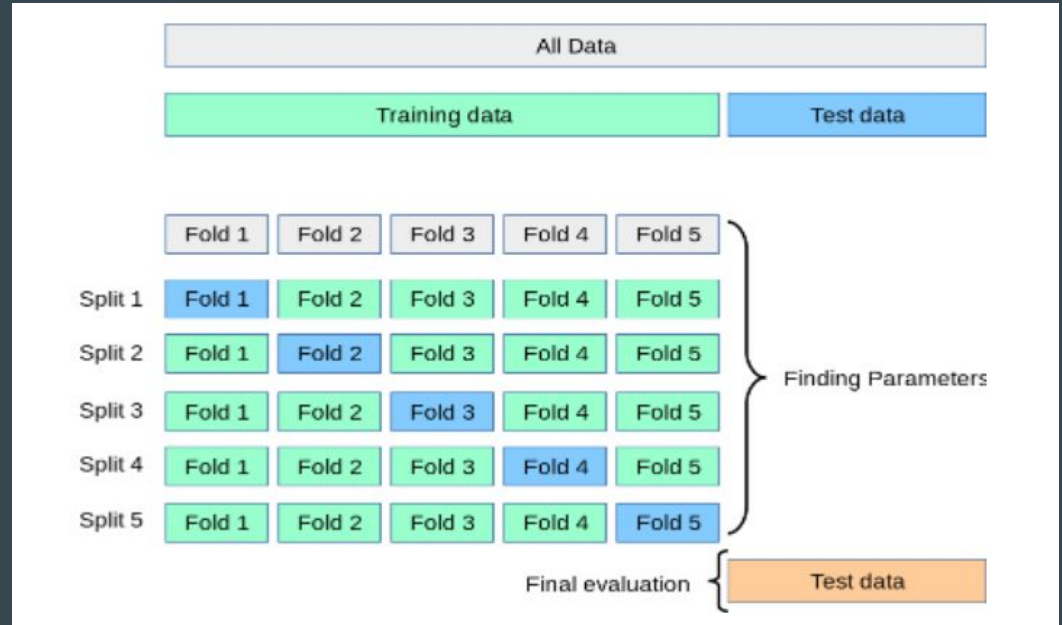 All Data
Training data Test data
Fold 1 Fold 2 Fold 3 Fold 4 Fold 5
Split 1 Fold 1 Fold 2 Fold 3 Fold 4 Fold 5
Split 2 Fold 1 Fold 2 Fold 3 Fold 4 Fold 5
Finding Parameters
Split 3 Fold 1 Fold 2 Fold 3 Fold 4 Fold 5
Split 4 Fold 1 Fold 2 Fold 3 Fold 4 Fold 5
Split 5 Fold 1 Fold 2 Fold 3 Fold 4 Fold 5
Final evaluation Test data